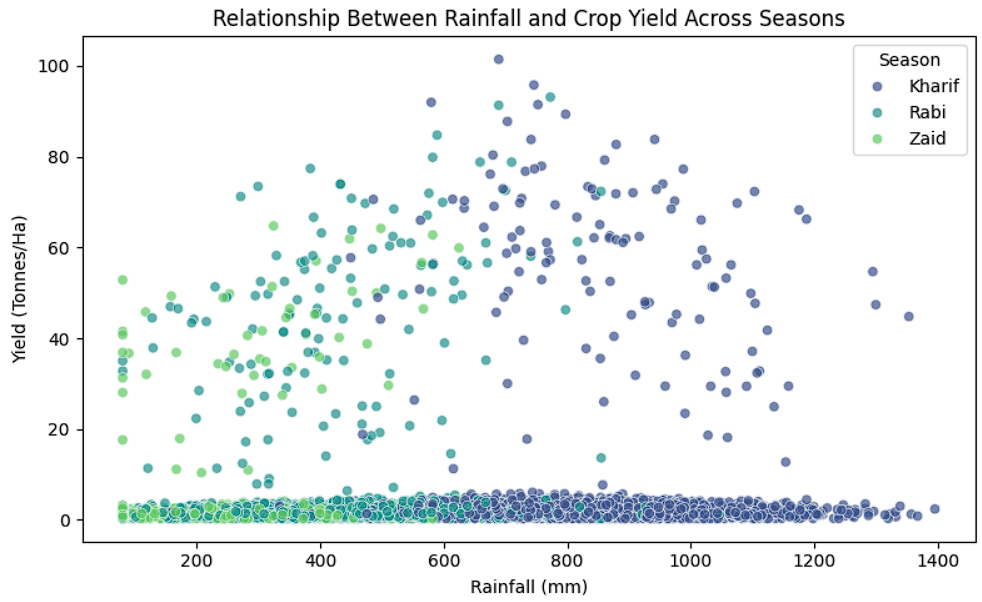 Relationship Between Rainfall and Crop Yield Across Seasons
Season
Kharif
Rabi
Zaid
Yield (Tonnes/Ha)
100
80
60
40
20
0
200 400 600 800 1000 1200 1400
Rainfall (mm)